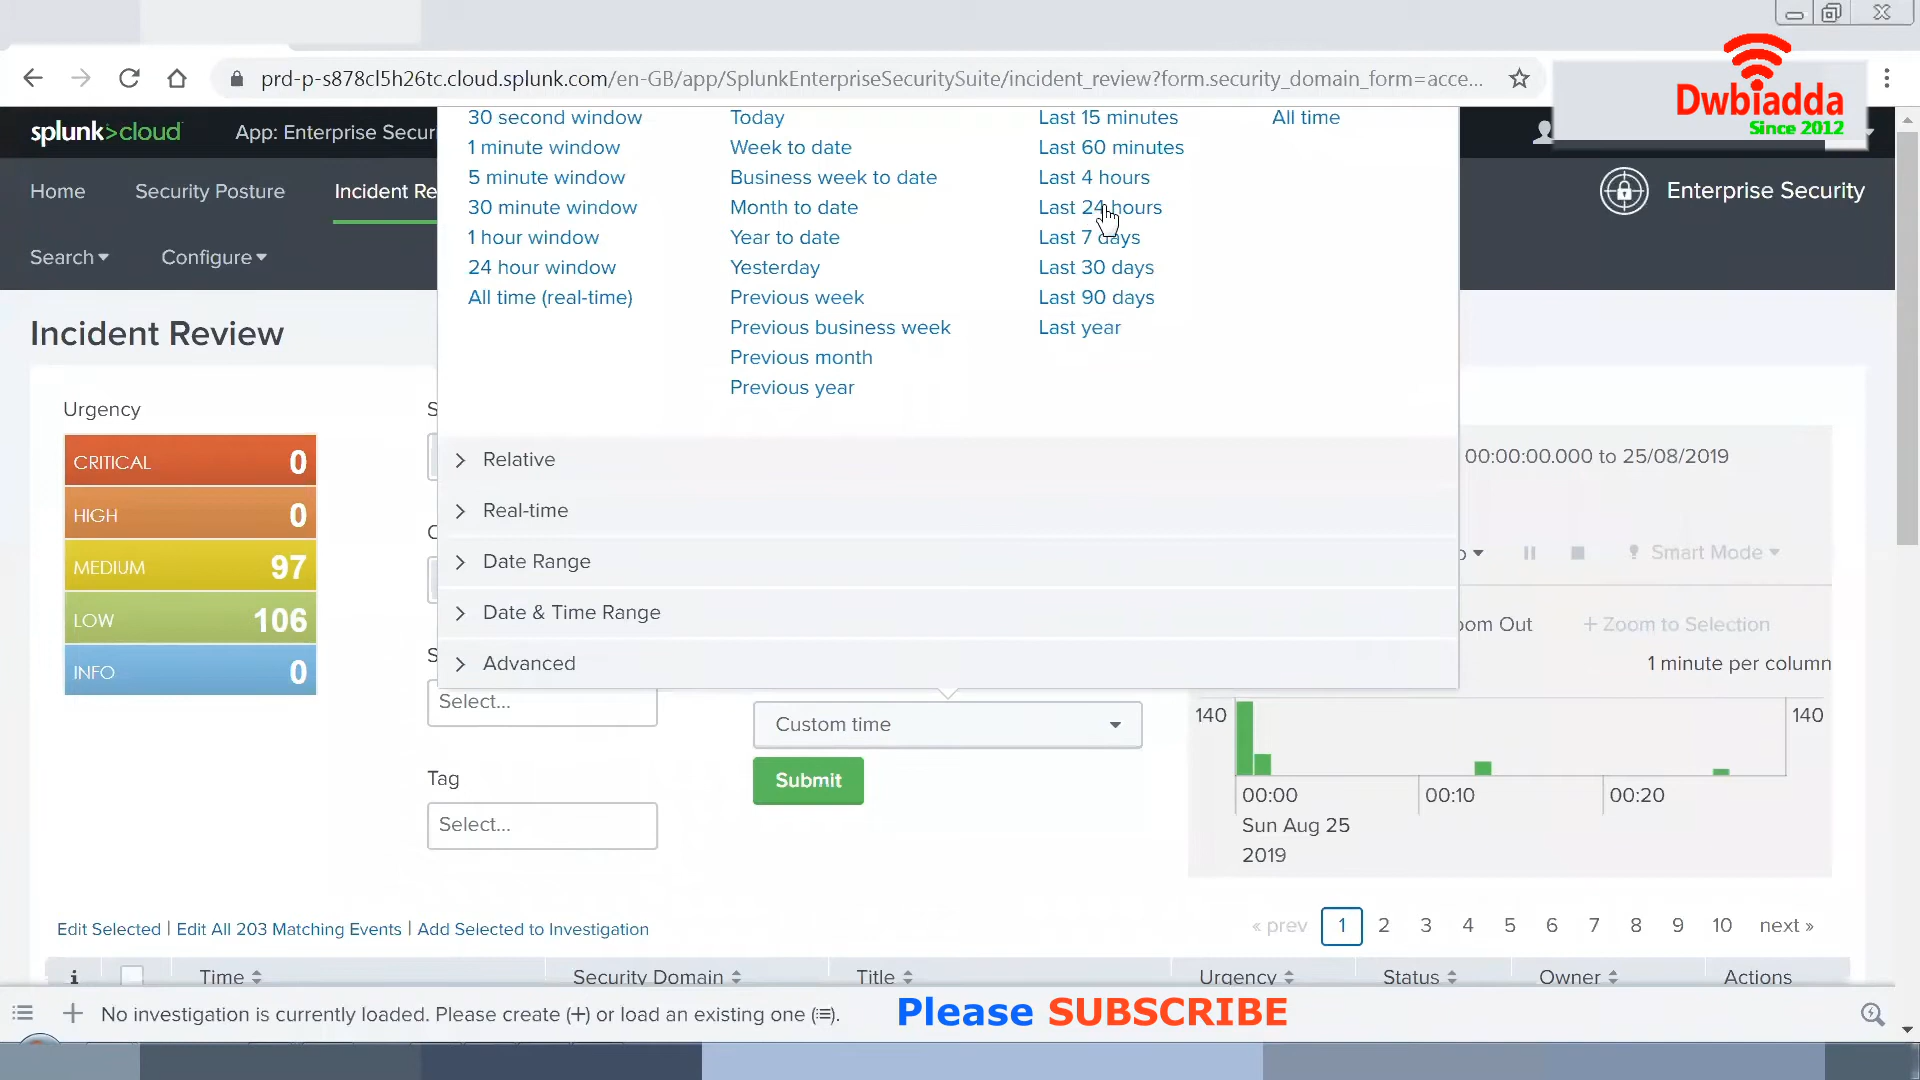 prd-p-s878cl5h26tc.cloud.splunk.com/en-GB/app/SplunkEnterpriseSecuritySuite/incident_review?form.security_domain_form=acce...
Dwbiadda
Since 2012
splunk>cloud
App: Enterprise Securi
Home
Security Posture
Incident Re
Enterprise Security
Search
Configure
30 second window
1 minute window
5 minute window
30 minute window
1 hour window
24 hour window
All time (real-time)
Today
Week to date
Business week to date
Month to date
Year to date
Yesterday
Previous week
Previous business week
Previous month
Previous year
Last 15 minutes
Last 60 minutes
Last 4 hours
Last 24 hours
Last 7 days
Last 30 days
Last 90 days
Last year
All time
Relative
Real-time
Date Range
Date & Time Range
Advanced
Incident Review
Urgency
CRITICAL 0
HIGH 0
MEDIUM 97
LOW 106
INFO 0
S
S
Select...
Tag
Select...
Custom time
Submit
00:00:00.000 to 25/08/2019
Smart Mode
oom Out
+ Zoom to Selection
1 minute per column
140
140
00:00
00:10
00:20
Sun Aug 25
2019
Edit Selected | Edit All 203 Matching Events | Add Selected to Investigation
« prev 1 2 3 4 5 6 7 8 9 10 next »
i Time Security Domain Title Urgency Status Owner Actions
No investigation is currently loaded. Please create (+) or load an existing one (≔).
Please SUBSCRIBE